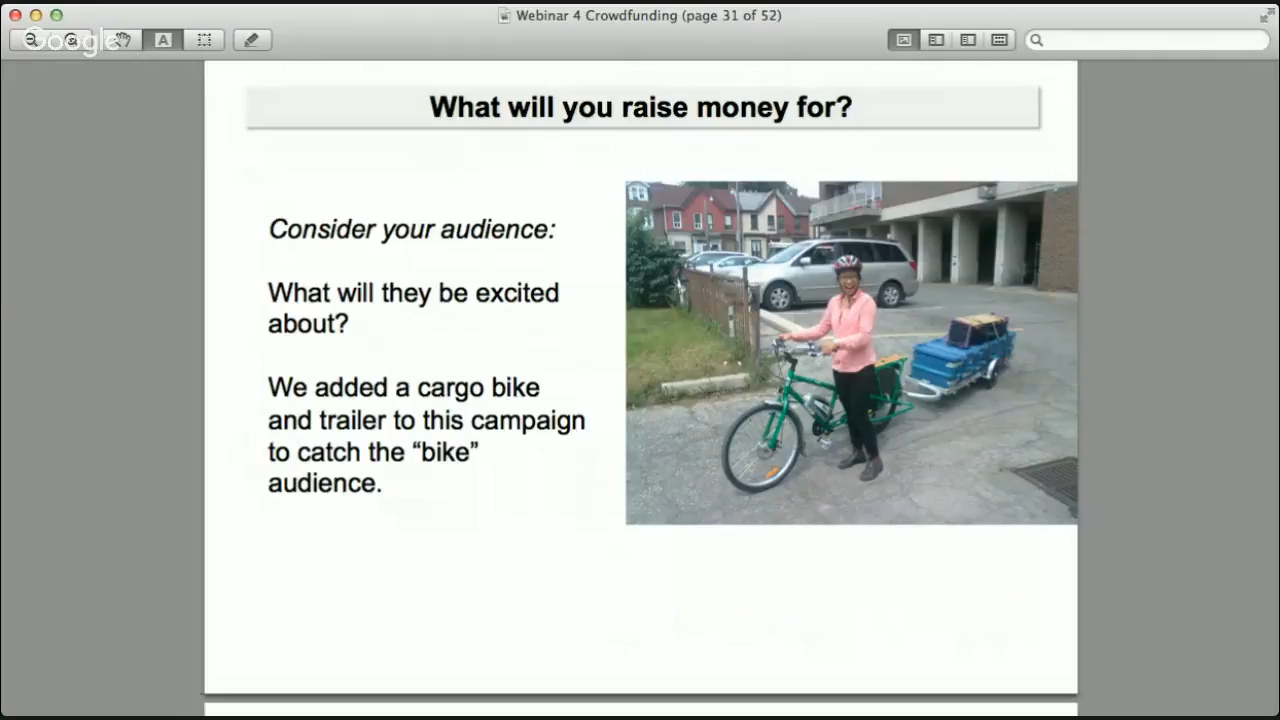 Webinar 4 Crowdfunding (page 31 of 52)
Google
A
What will you raise money for?
Consider your audience:
What will they be excited
about?
We added a cargo bike
and trailer to this campaign
to catch the “bike”
audience.